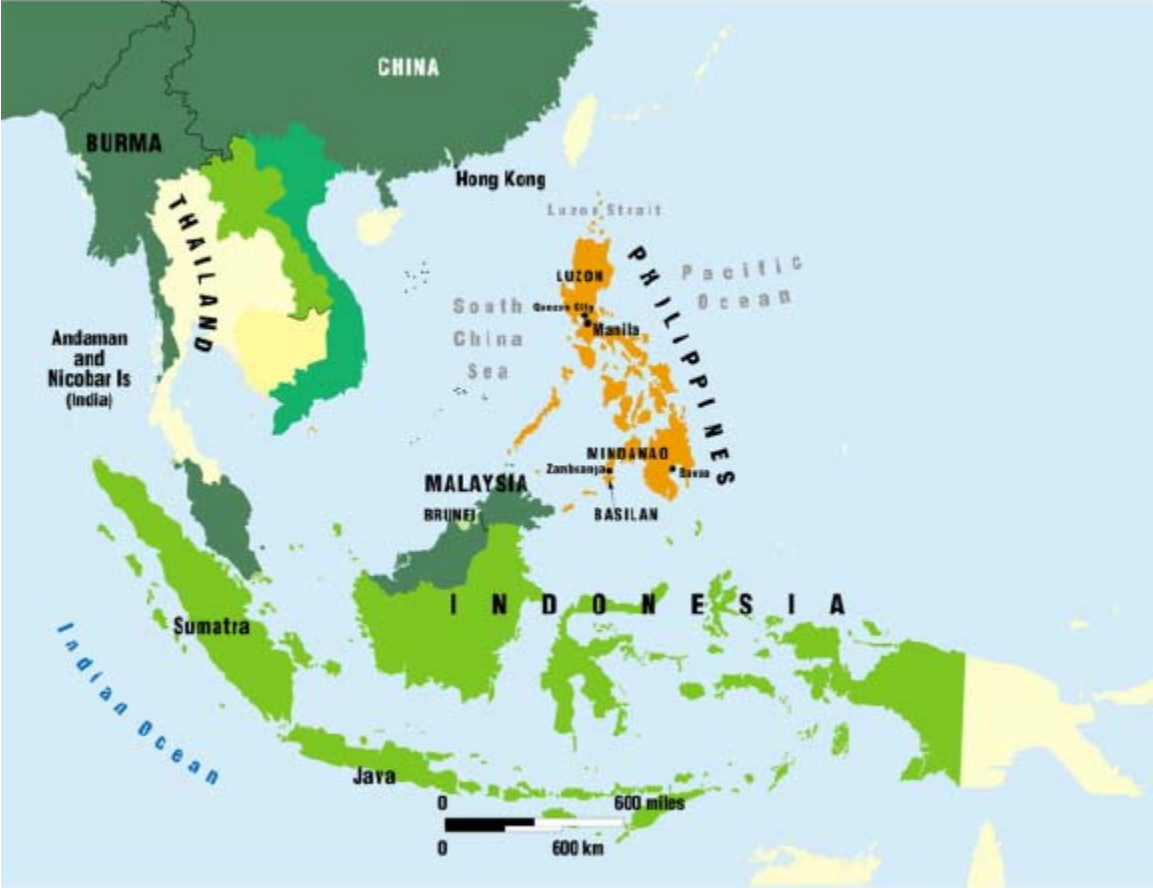 CHINA
BURMA
Hong Kong
THAILAND
Luzon Strait
PHILIPPINES
Pacific
Ocean
LUZON
South
China
Sea
Quezon City
Manila
Andaman
and
Nicobar Is
(India)
MINDANAO
Zamboanga
Davao
MALAYSIA
BRUNEI
BASILAN
INDONESIA
Sumatra
Indian Ocean
Java
0 600 miles
0 600 km